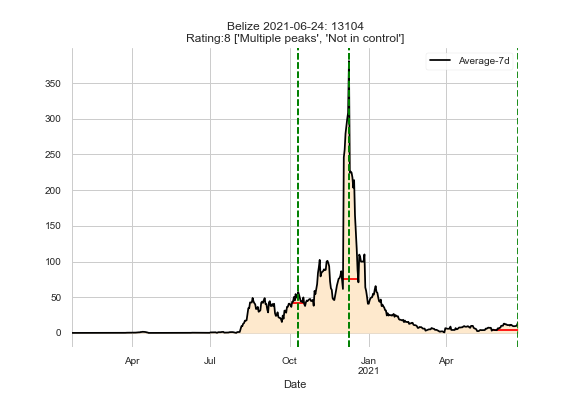 Belize 2021-06-24: 13104
Rating:8 ['Multiple peaks', 'Not in control']
Average-7d
350
300
250
200
150
100
50
0
Apr
Jul
Oct
Jan
2021
Apr
Date